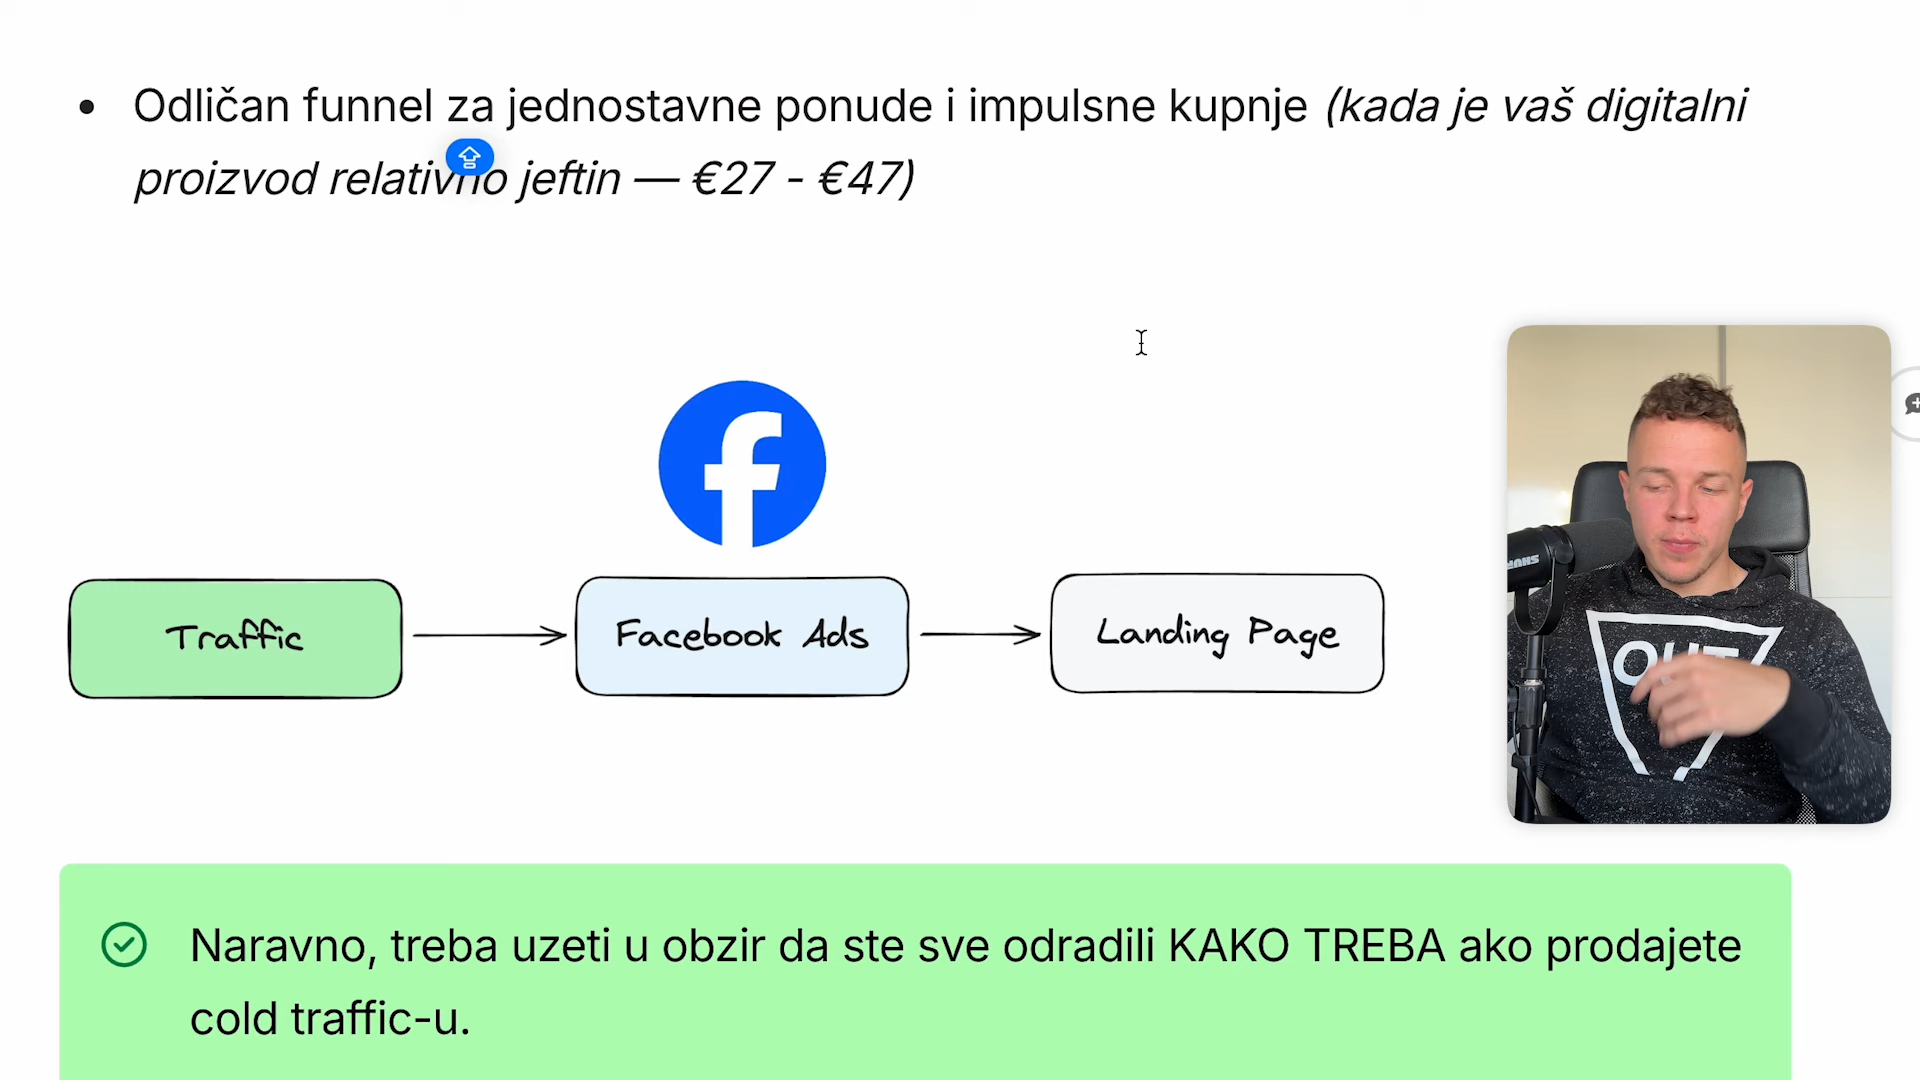 Odličan funnel za jednostavne ponude i impulsne kupnje (kada je vaš digitalni
proizvod relativno jeftin — €27 - €47)
Traffic
Facebook Ads
Landing Page
Naravno, treba uzeti u obzir da ste sve odradili KAKO TREBA ako prodajete
cold traffic-u.